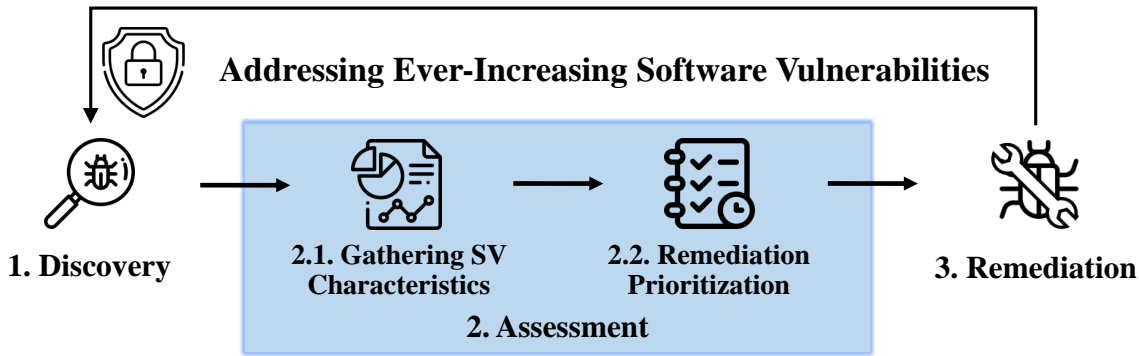 Addressing Ever-Increasing Software Vulnerabilities
1. Discovery
2.1. Gathering SV
Characteristics
2.2. Remediation
Prioritization
2. Assessment
3. Remediation